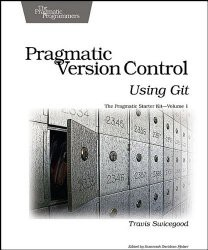 The
Pragmatic
Programmers
Pragmatic
Version Control
Using Git
The Pragmatic Starter Kit—Volume 1
2345
Travis Swicegood
Edited by Susannah Davidson Pfalzer